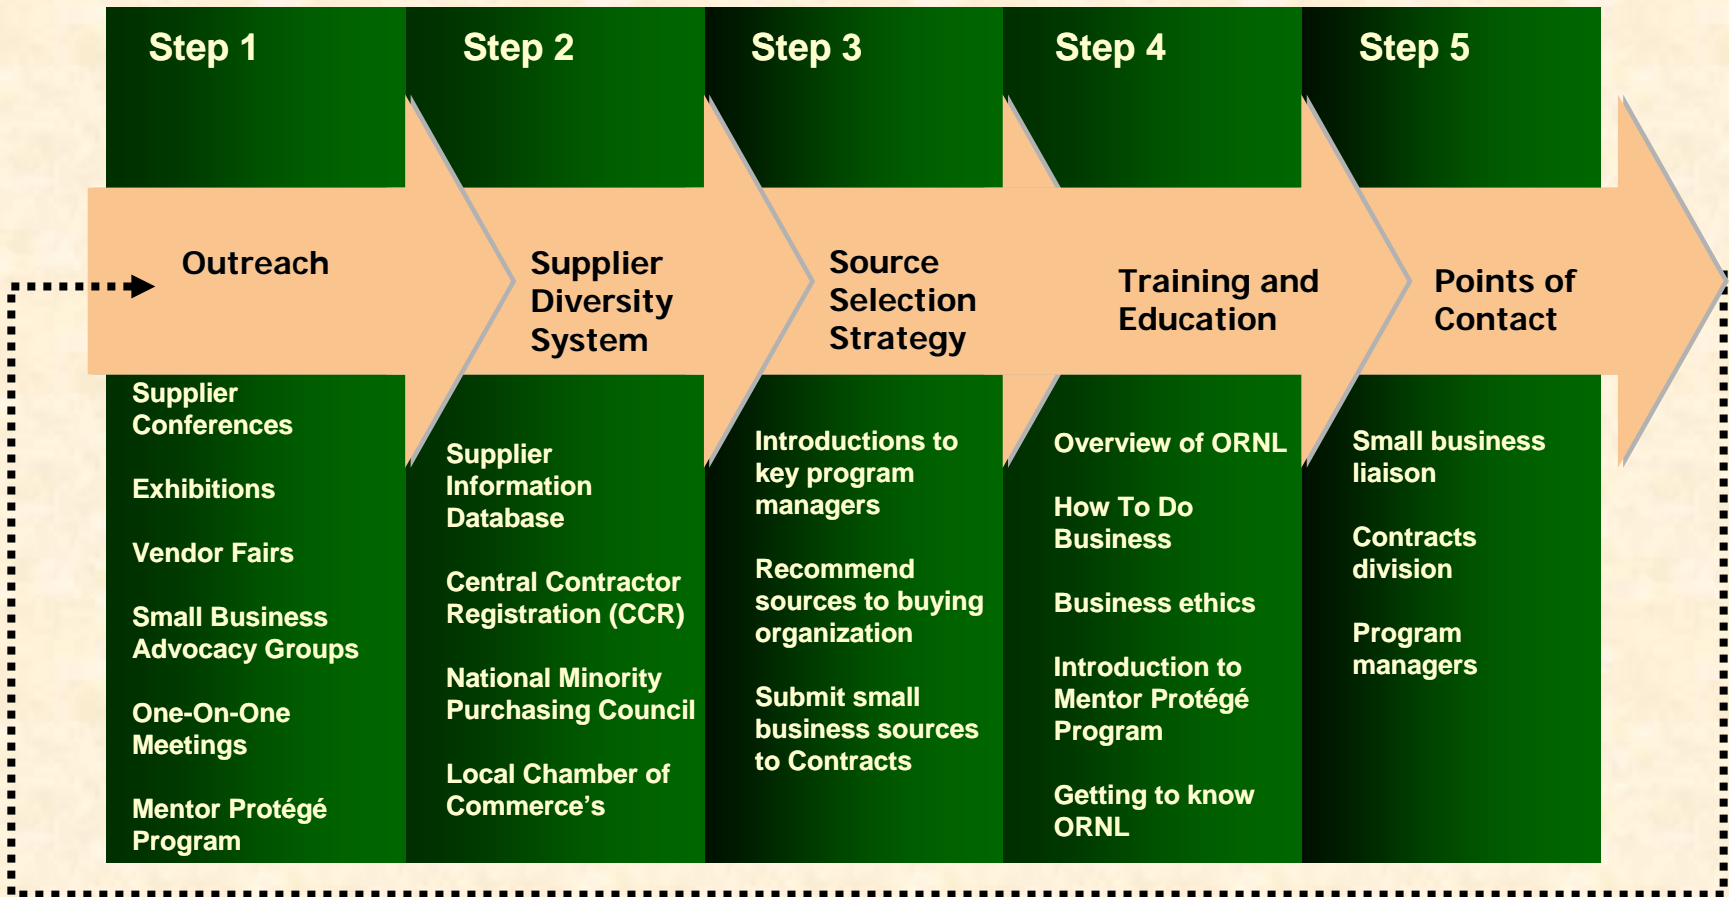 Step 1
Step 2
Step 3
Step 4
Step 5
Outreach
Supplier
Diversity
System
Source
Selection
Strategy
Training and
Education
Points of
Contact
Supplier
Conferences
Exhibitions
Vendor Fairs
Small Business
Advocacy Groups
One-On-One
Meetings
Mentor Protégé
Program
Supplier
Information
Database
Central Contractor
Registration (CCR)
National Minority
Purchasing Council
Local Chamber of
Commerce’s
Introductions to
key program
managers
Recommend
sources to buying
organization
Submit small
business sources
to Contracts
Overview of ORNL
How To Do
Business
Business ethics
Introduction to
Mentor Protégé
Program
Getting to know
ORNL
Small business
liaison
Contracts
division
Program
managers